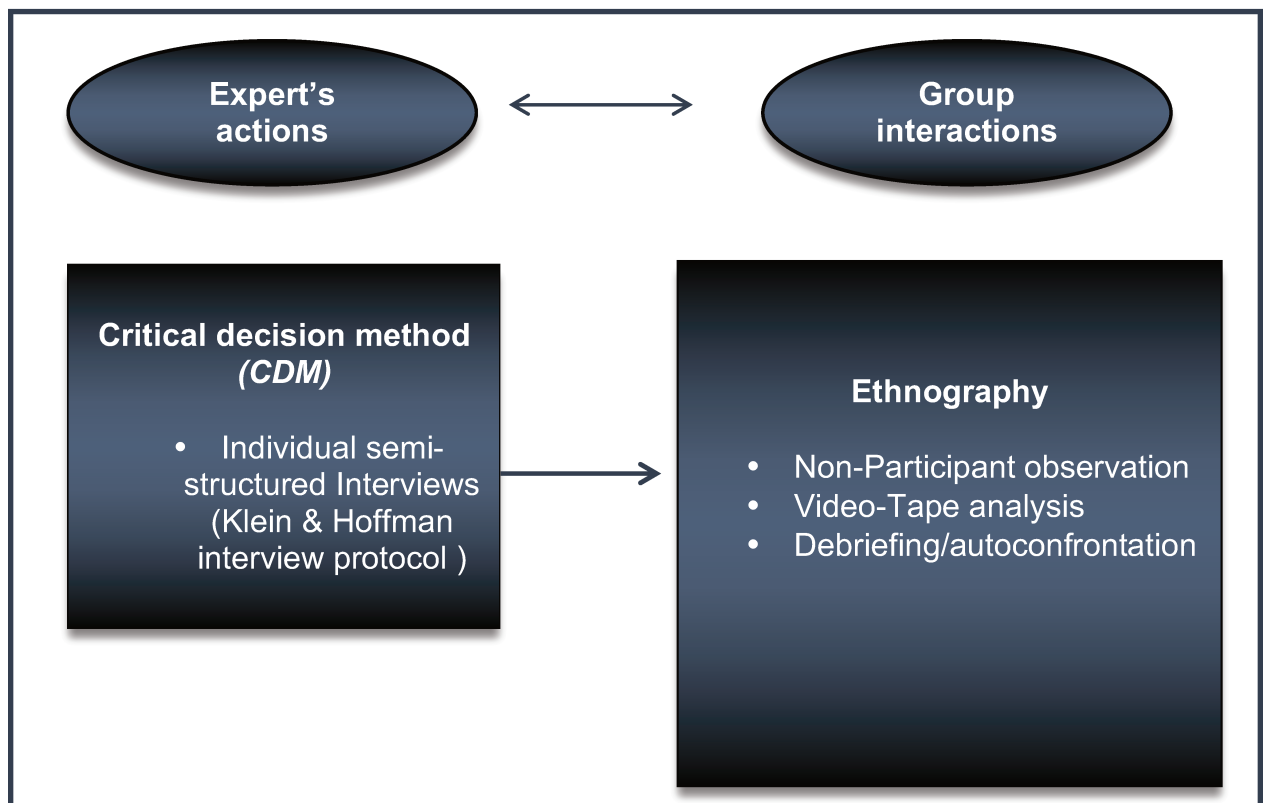 Expert’s
actions
Group
interactions
Critical decision method
(CDM)
• Individual semi-
structured Interviews
(Klein & Hoffman
interview protocol )
Ethnography
• Non-Participant observation
• Video-Tape analysis
• Debriefing/autoconfrontation